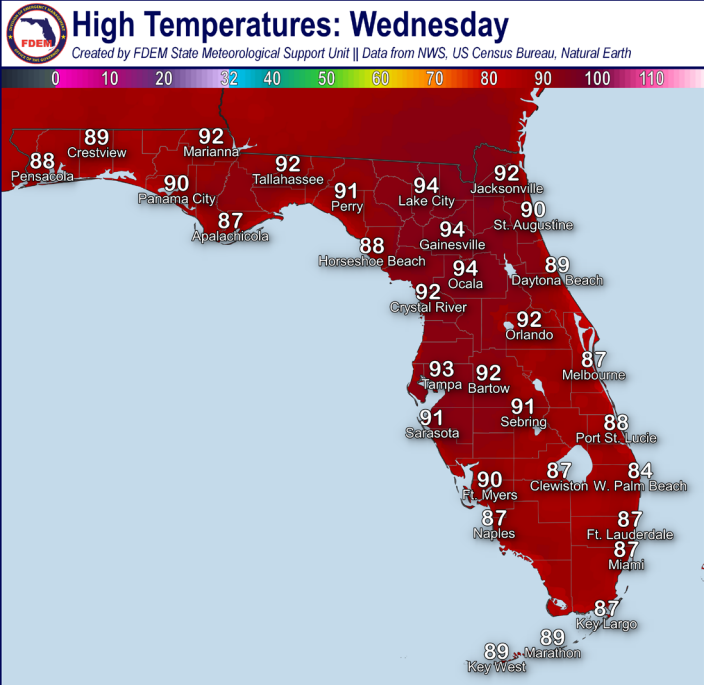 High Temperatures: Wednesday
Created by FDEM State Meteorological Support Unit || Data from NWS, US Census Bureau, Natural Earth
FDEM
0 10 20 32 40 50 60 70 80 90 100 110
89
Crestview
92
Marianna
88
Pensacola
92
Tallahassee
90
Panama City
91
Perry
94
Lake City
92
Jacksonville
87
Apalachicola
90
St. Augustine
88
Horseshoe Beach
94
Gainesville
94
Ocala
89
Daytona Beach
92
Crystal River
92
Orlando
93
Tampa
92
Bartow
87
Melbourne
91
Sarasota
91
Sebring
88
Port St. Lucie
90
Ft. Myers
87
Clewiston
84
W. Palm Beach
87
Naples
87
Ft. Lauderdale
87
Miami
87
Key Largo
89
Marathon
89
Key West